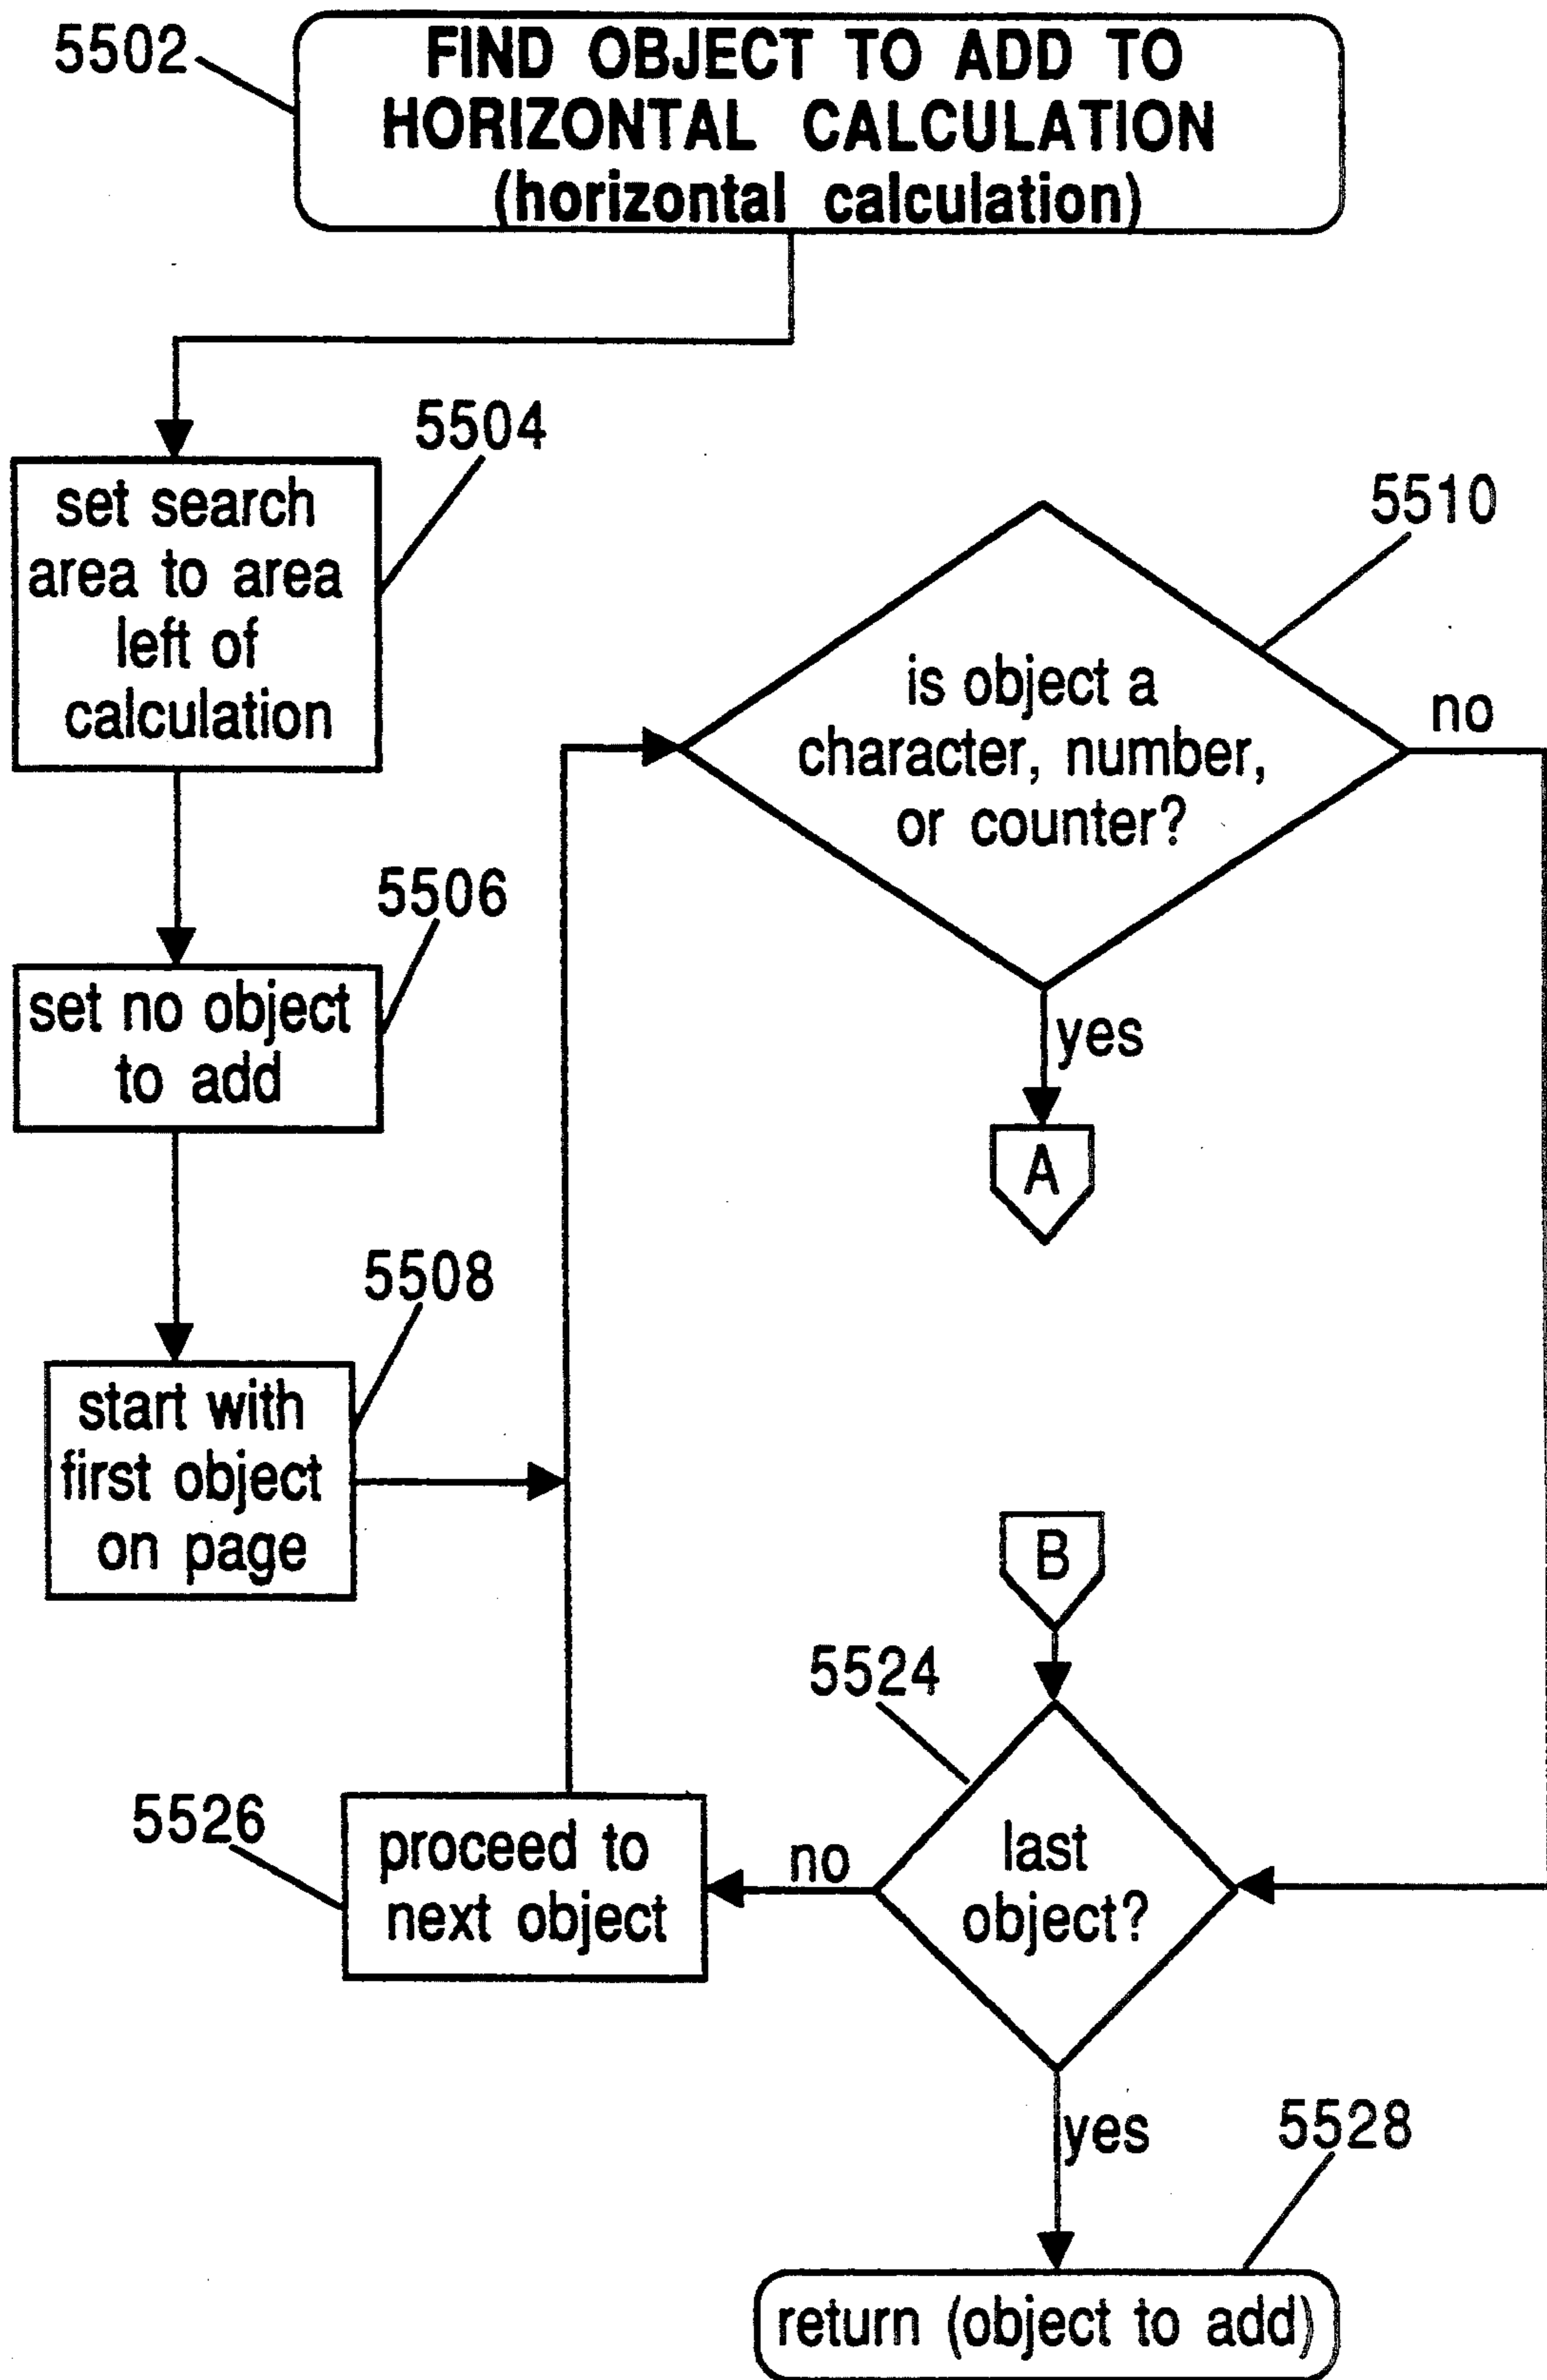 5502
FIND OBJECT TO ADD TO
HORIZONTAL CALCULATION
(horizontal calculation)
5504
set search
area to area
left of
calculation
5506
set no object
to add
5508
start with
first object
on page
5510
is object a
character, number,
or counter?
no
yes
A
B
5524
last
object?
no
5526
proceed to
next object
yes
5528
return (object to add)